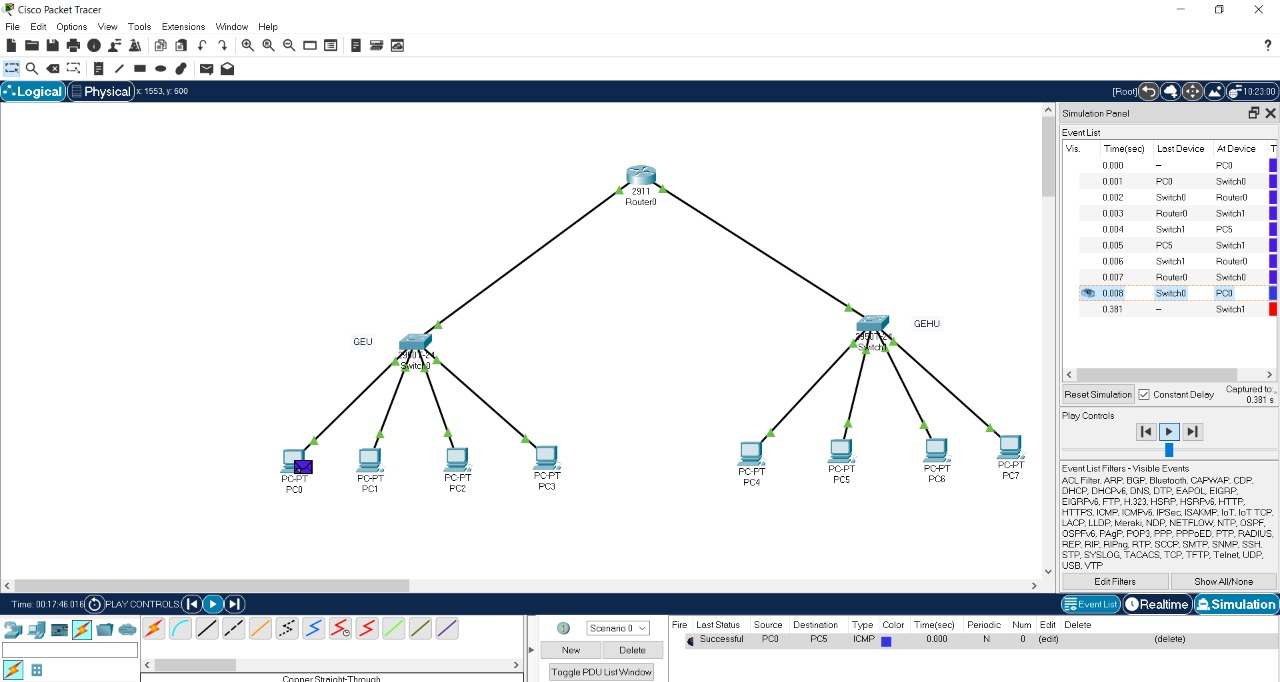 Cisco Packet Tracer
File Edit Options View Tools Extensions Window Help
?
Logical Physical x: 1553, y: 600
[Root] 10:23:00
2911
Router0
GEU
Switch0
GEHU
PC-PT
PC0
PC-PT
PC1
PC-PT
PC2
PC-PT
PC3
PC-PT
PC4
PC-PT
PC5
PC-PT
PC6
PC-PT
PC7
Simulation Panel
Event List
Vis. Time(sec) Last Device At Device T
0.000 -- PC0
0.001 PC0 Switch0
0.002 Switch0 Router0
0.003 Router0 Switch1
0.004 Switch1 PC5
0.005 PC5 Switch1
0.006 Switch1 Router0
0.007 Router0 Switch0
0.008 Switch0 PC0
0.381 -- Switch1
Reset Simulation Constant Delay Captured to:
0.381 s
Play Controls
Event List Filters - Visible Events
ACL Filter, ARP, BGP, Bluetooth, CAPWAP, CDP,
DHCP, DHCPv6, DNS, DTP, EAPOL, EIGRP,
EIGRPv6, FTP, H.323, HSRP, HSRPv6, HTTP,
HTTPS, ICMP, ICMPv6, IPSec, ISAKMP, IoT, IoT TCP,
LACP, LLDP, Meraki, NDP, NETFLOW, NTP, OSPF,
OSPFv6, PAgP, POP3, PPP, PPPoED, PTP, RADIUS,
REP, RIP, RIPng, RTP, SCCP, SMTP, SNMP, SSH,
STP, SYSLOG, TACACS, TCP, TFTP, Telnet, UDP,
USB, VTP
Edit Filters Show All/None
Time: 00:17:46.016 PLAY CONTROLS:
Event List Realtime Simulation
Scenario 0
New Delete
Toggle PDU List Window
Copper Straight-Through
Fire Last Status Source Destination Type Color Time(sec) Periodic Num Edit Delete
Successful PC0 PC5 ICMP 0.000 N 0 (edit) (delete)